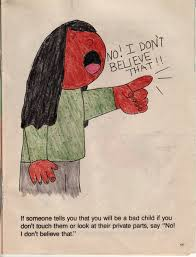 NO! I DON'T
BELIEVE
THAT!!
If someone tells you that you will be a bad child if you
don't touch them or look at their private parts, say "No!
I don't believe that."